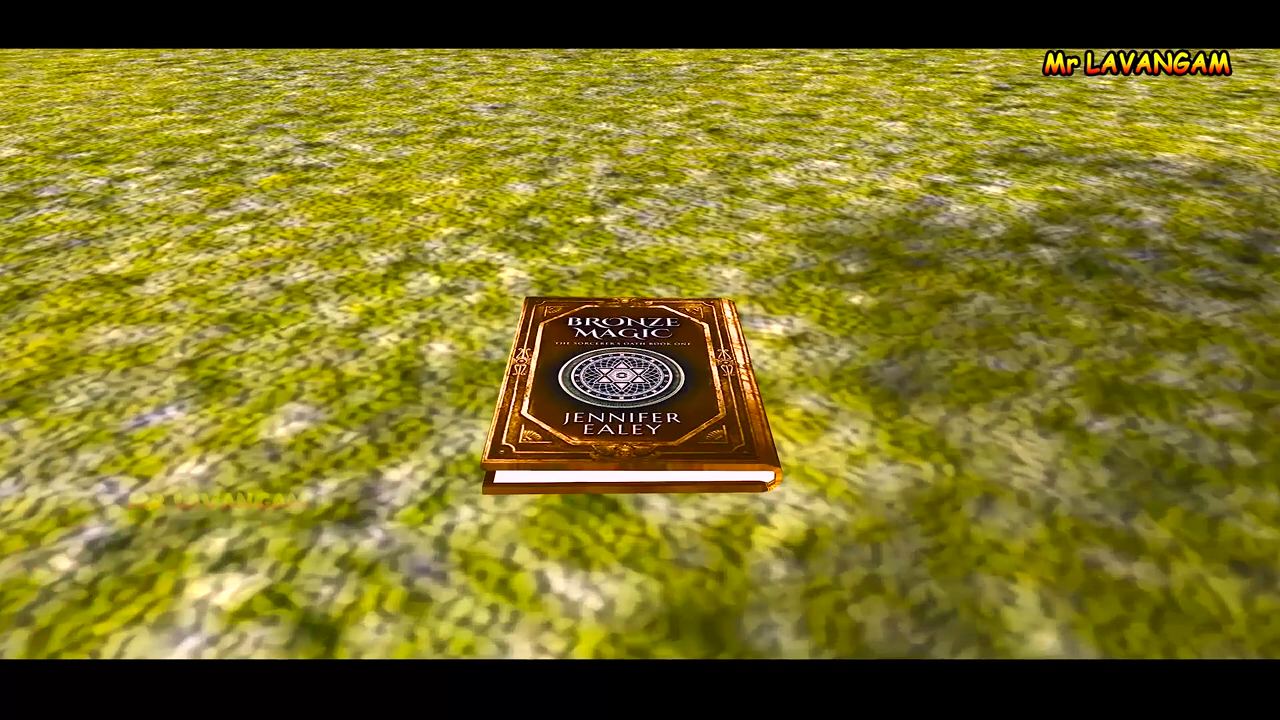 Mr LAVANGAM
BRONZE
MAGIC
THE SORCERER'S OATH BOOK ONE
JENNIFER
EALEY